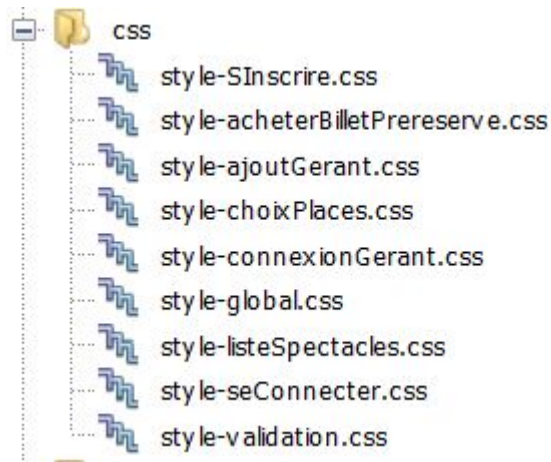 css
style-SInscrire.css
style-acheterBilletPrereserve.css
style-ajoutGerant.css
style-choixPlaces.css
style-connexionGerant.css
style-global.css
style-listeSpectacles.css
style-seConnecter.css
style-validation.css